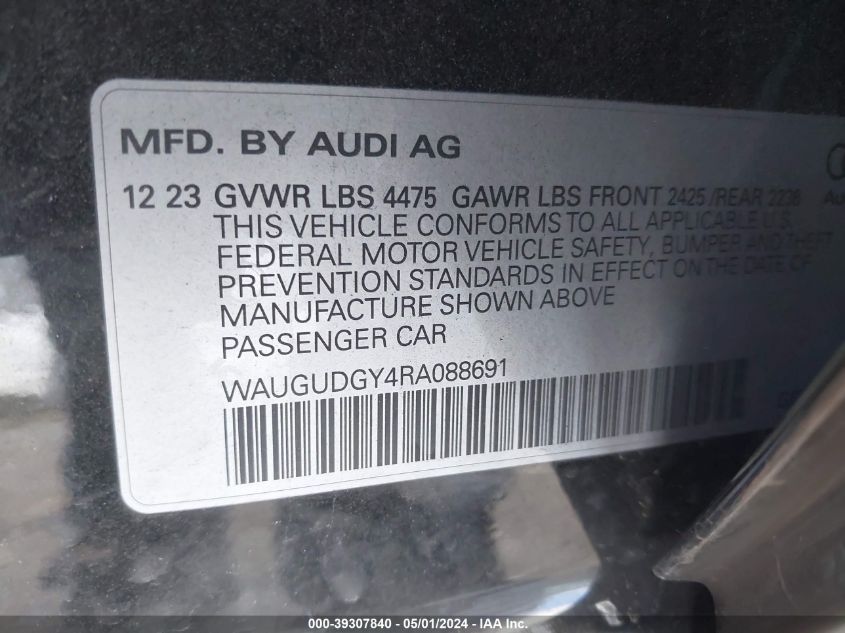 MFD. BY AUDI AG
12 23 GVWR LBS 4475 GAWR LBS FRONT 2425 /REAR 2238
THIS VEHICLE CONFORMS TO ALL APPLICABLE U.S.
FEDERAL MOTOR VEHICLE SAFETY, BUMPER AND THEFT
PREVENTION STANDARDS IN EFFECT ON THE DATE OF
MANUFACTURE SHOWN ABOVE
PASSENGER CAR
WAUGUDGY4RA088691
000-39307840 - 05/01/2024 - IAA Inc.